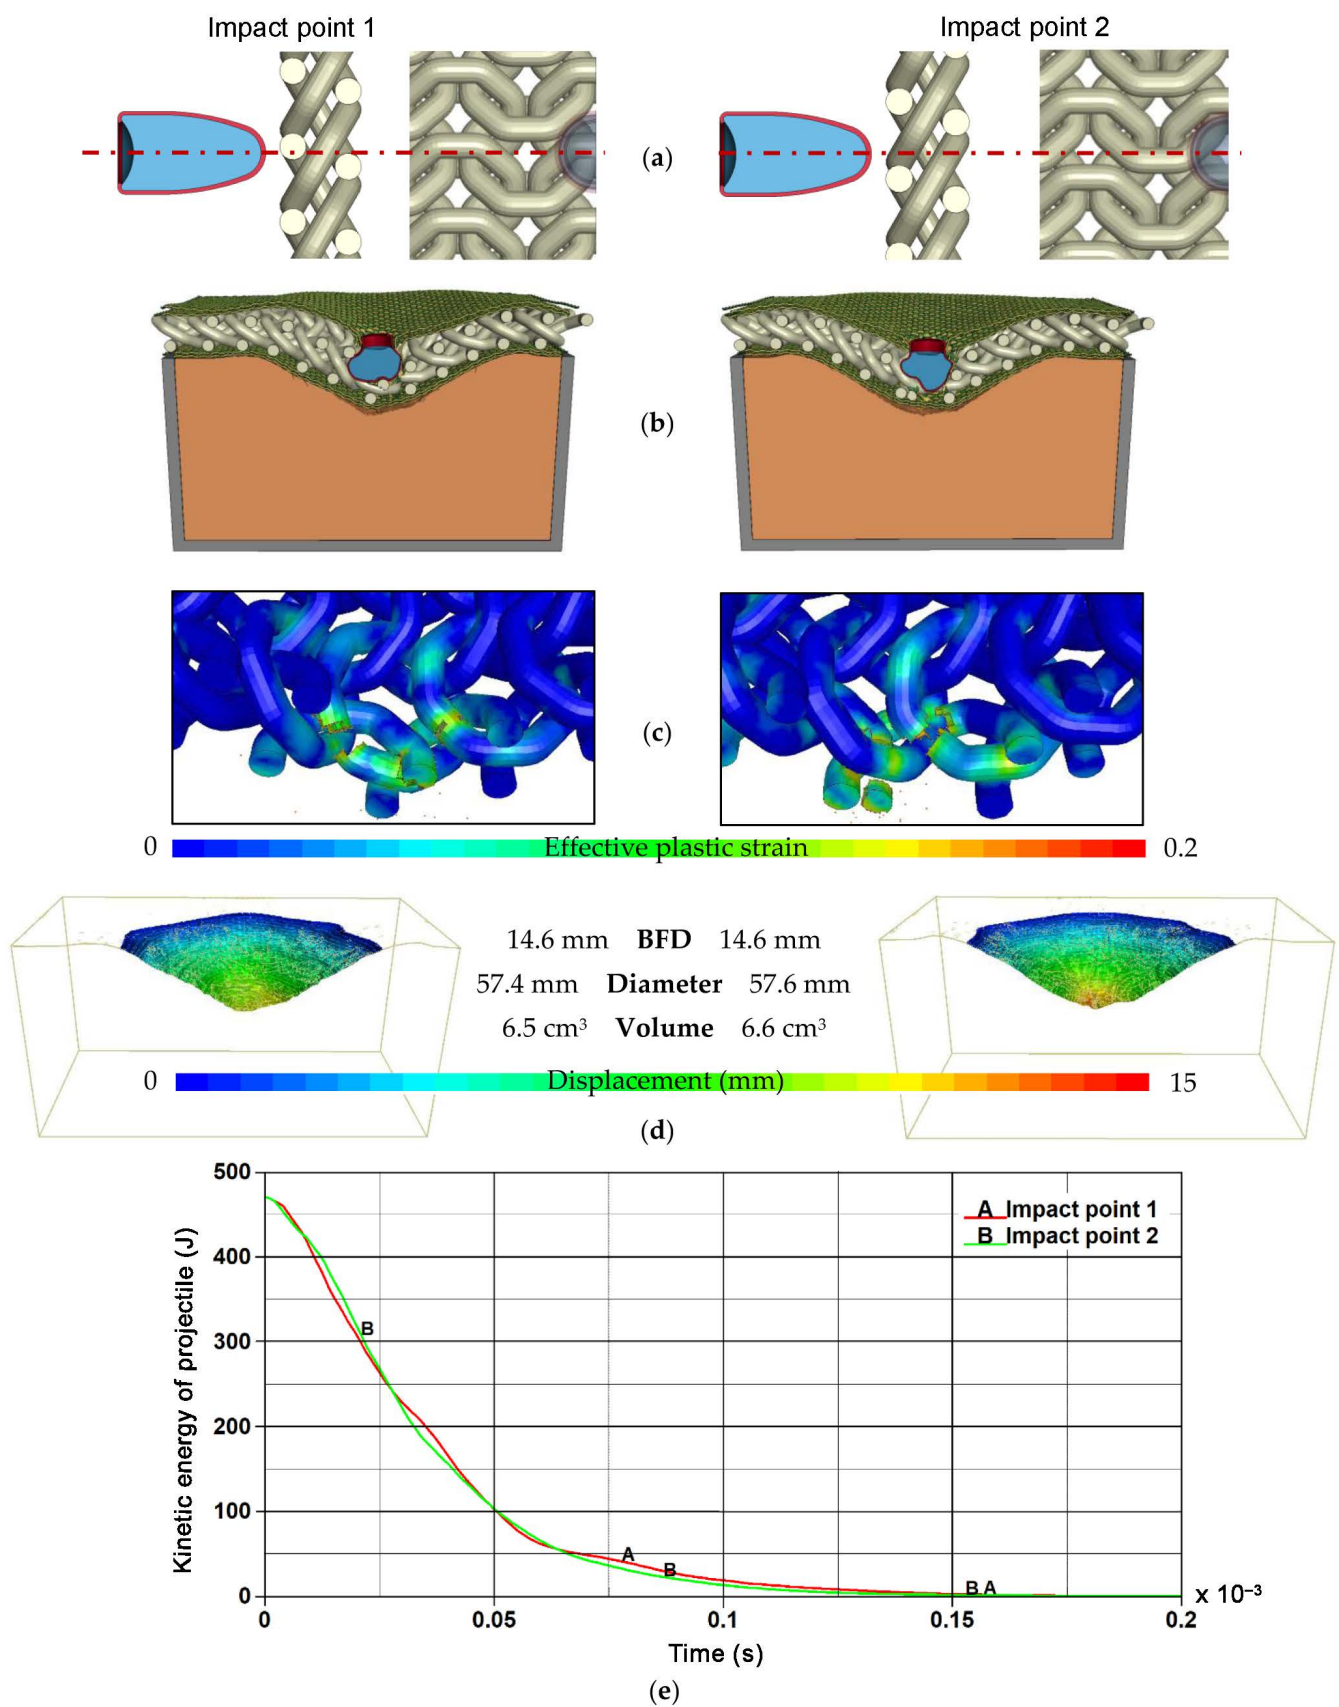 Impact point 1 Impact point 2
(a)
(b)
(c)
0 Effective plastic strain 0.2
14.6 mm BFD 14.6 mm
57.4 mm Diameter 57.6 mm
6.5 cm³ Volume 6.6 cm³
0 Displacement (mm) 15
(d)
500
400
300
200
100
0
Kinetic energy of projectile (J)
A Impact point 1
B Impact point 2
B
A
B
B A
0 0.05 0.1 0.15 0.2
x 10⁻³
Time (s)
(e)